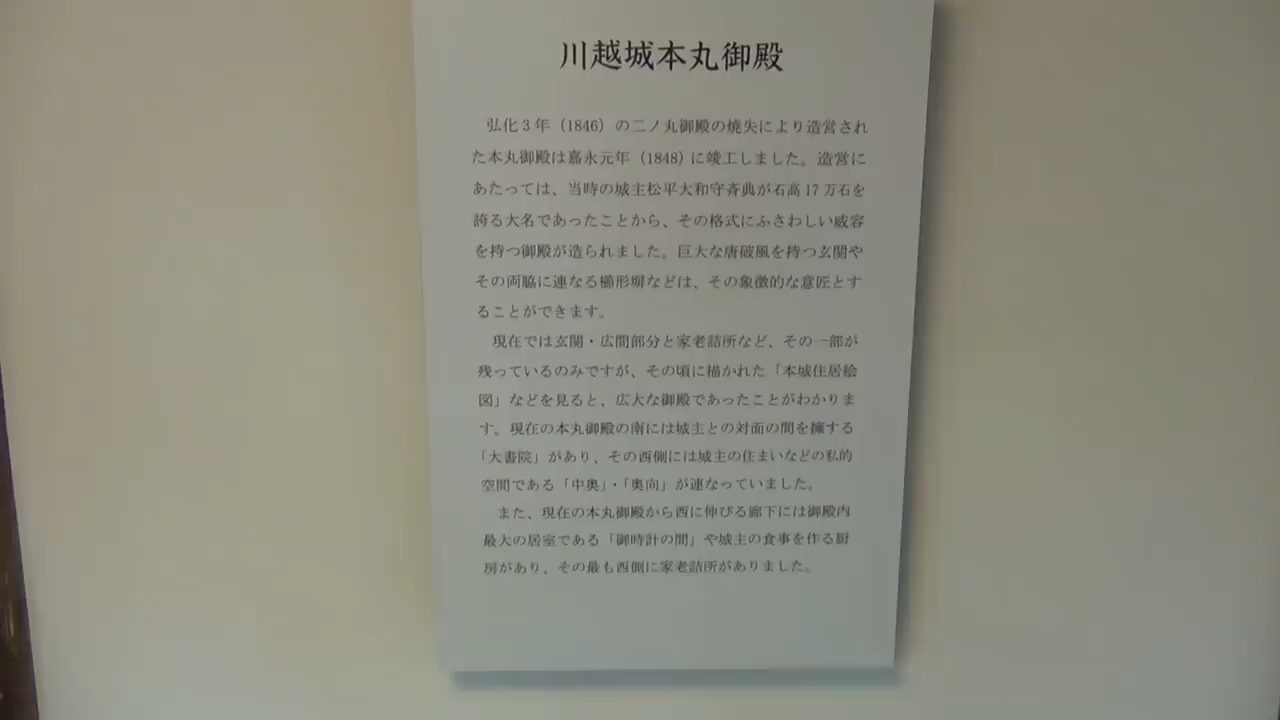 川越城本丸御殿
弘化3年（1846）の二ノ丸御殿の焼失により造営され
た本丸御殿は嘉永元年（1848）に竣工しました。造営に
あたっては、当時の城主松平大和守斉典が石高17万石を
誇る大名であったことから、その格式にふさわしい威容
を持つ御殿が造られました。巨大な唐破風を持つ玄関や
その両脇に連なる櫛形塀などは、その象徴的な意匠とす
ることができます。
現在では玄関・広間部分と家老詰所など、その一部が
残っているのみですが、その頃に描かれた「本城住居絵
図」などを見ると、広大な御殿であったことがわかりま
す。現在の本丸御殿の南には城主との対面の間を擁する
「大書院」があり、その西側には城主の住まいなどの私的
空間である「中奥」・「奥向」が連なっていました。
また、現在の本丸御殿から西に伸びる廊下には御殿内
最大の居室である「御時計の間」や城主の食事を作る厨
房があり、その最も西側に家老詰所がありました。